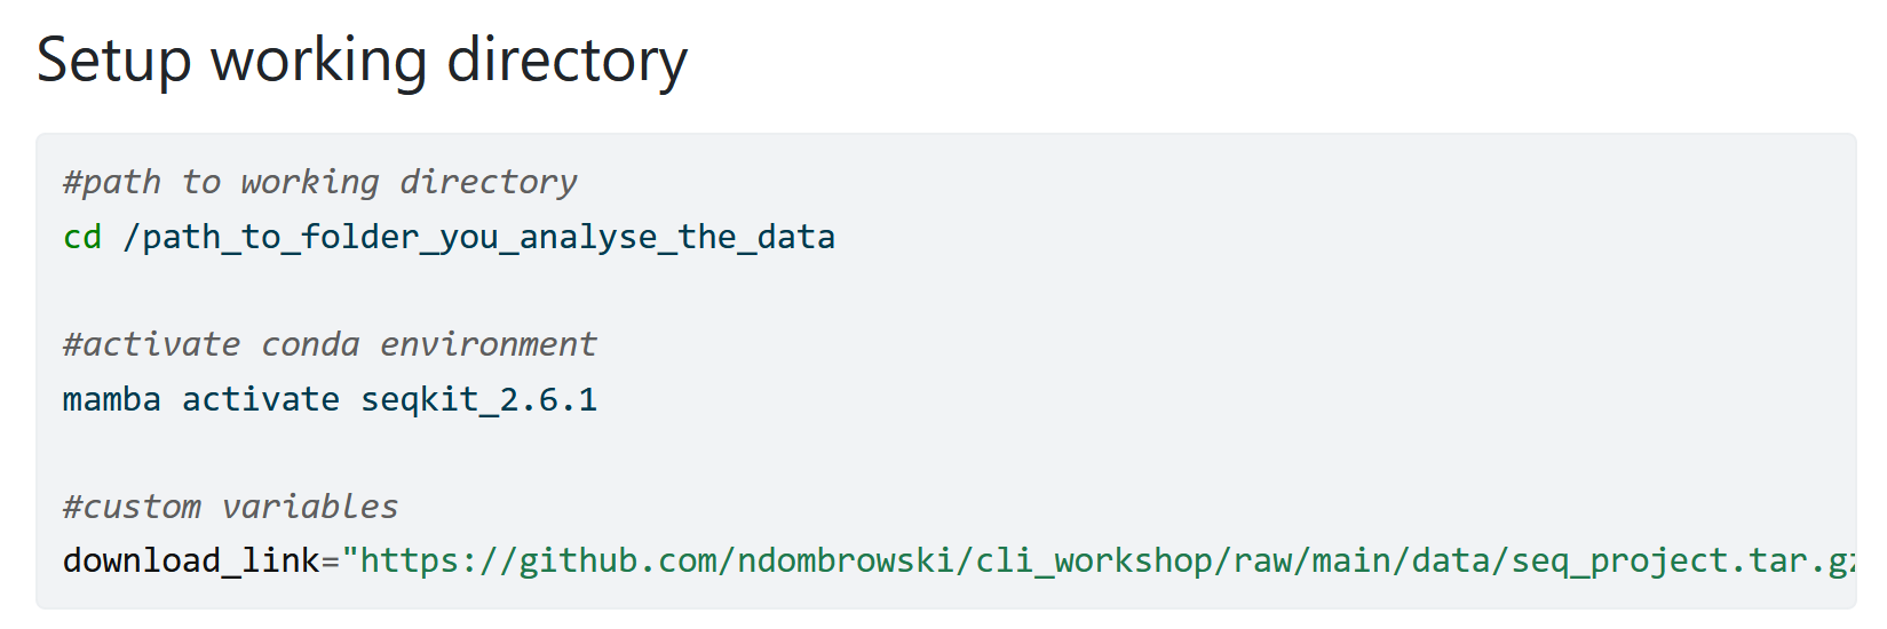 Setup working directory
#path to working directory
cd /path_to_folder_you_analyse_the_data
#activate conda environment
mamba activate seqkit_2.6.1
#custom variables
download_link="https://github.com/ndombrowski/cli_workshop/raw/main/data/seq_project.tar.gz